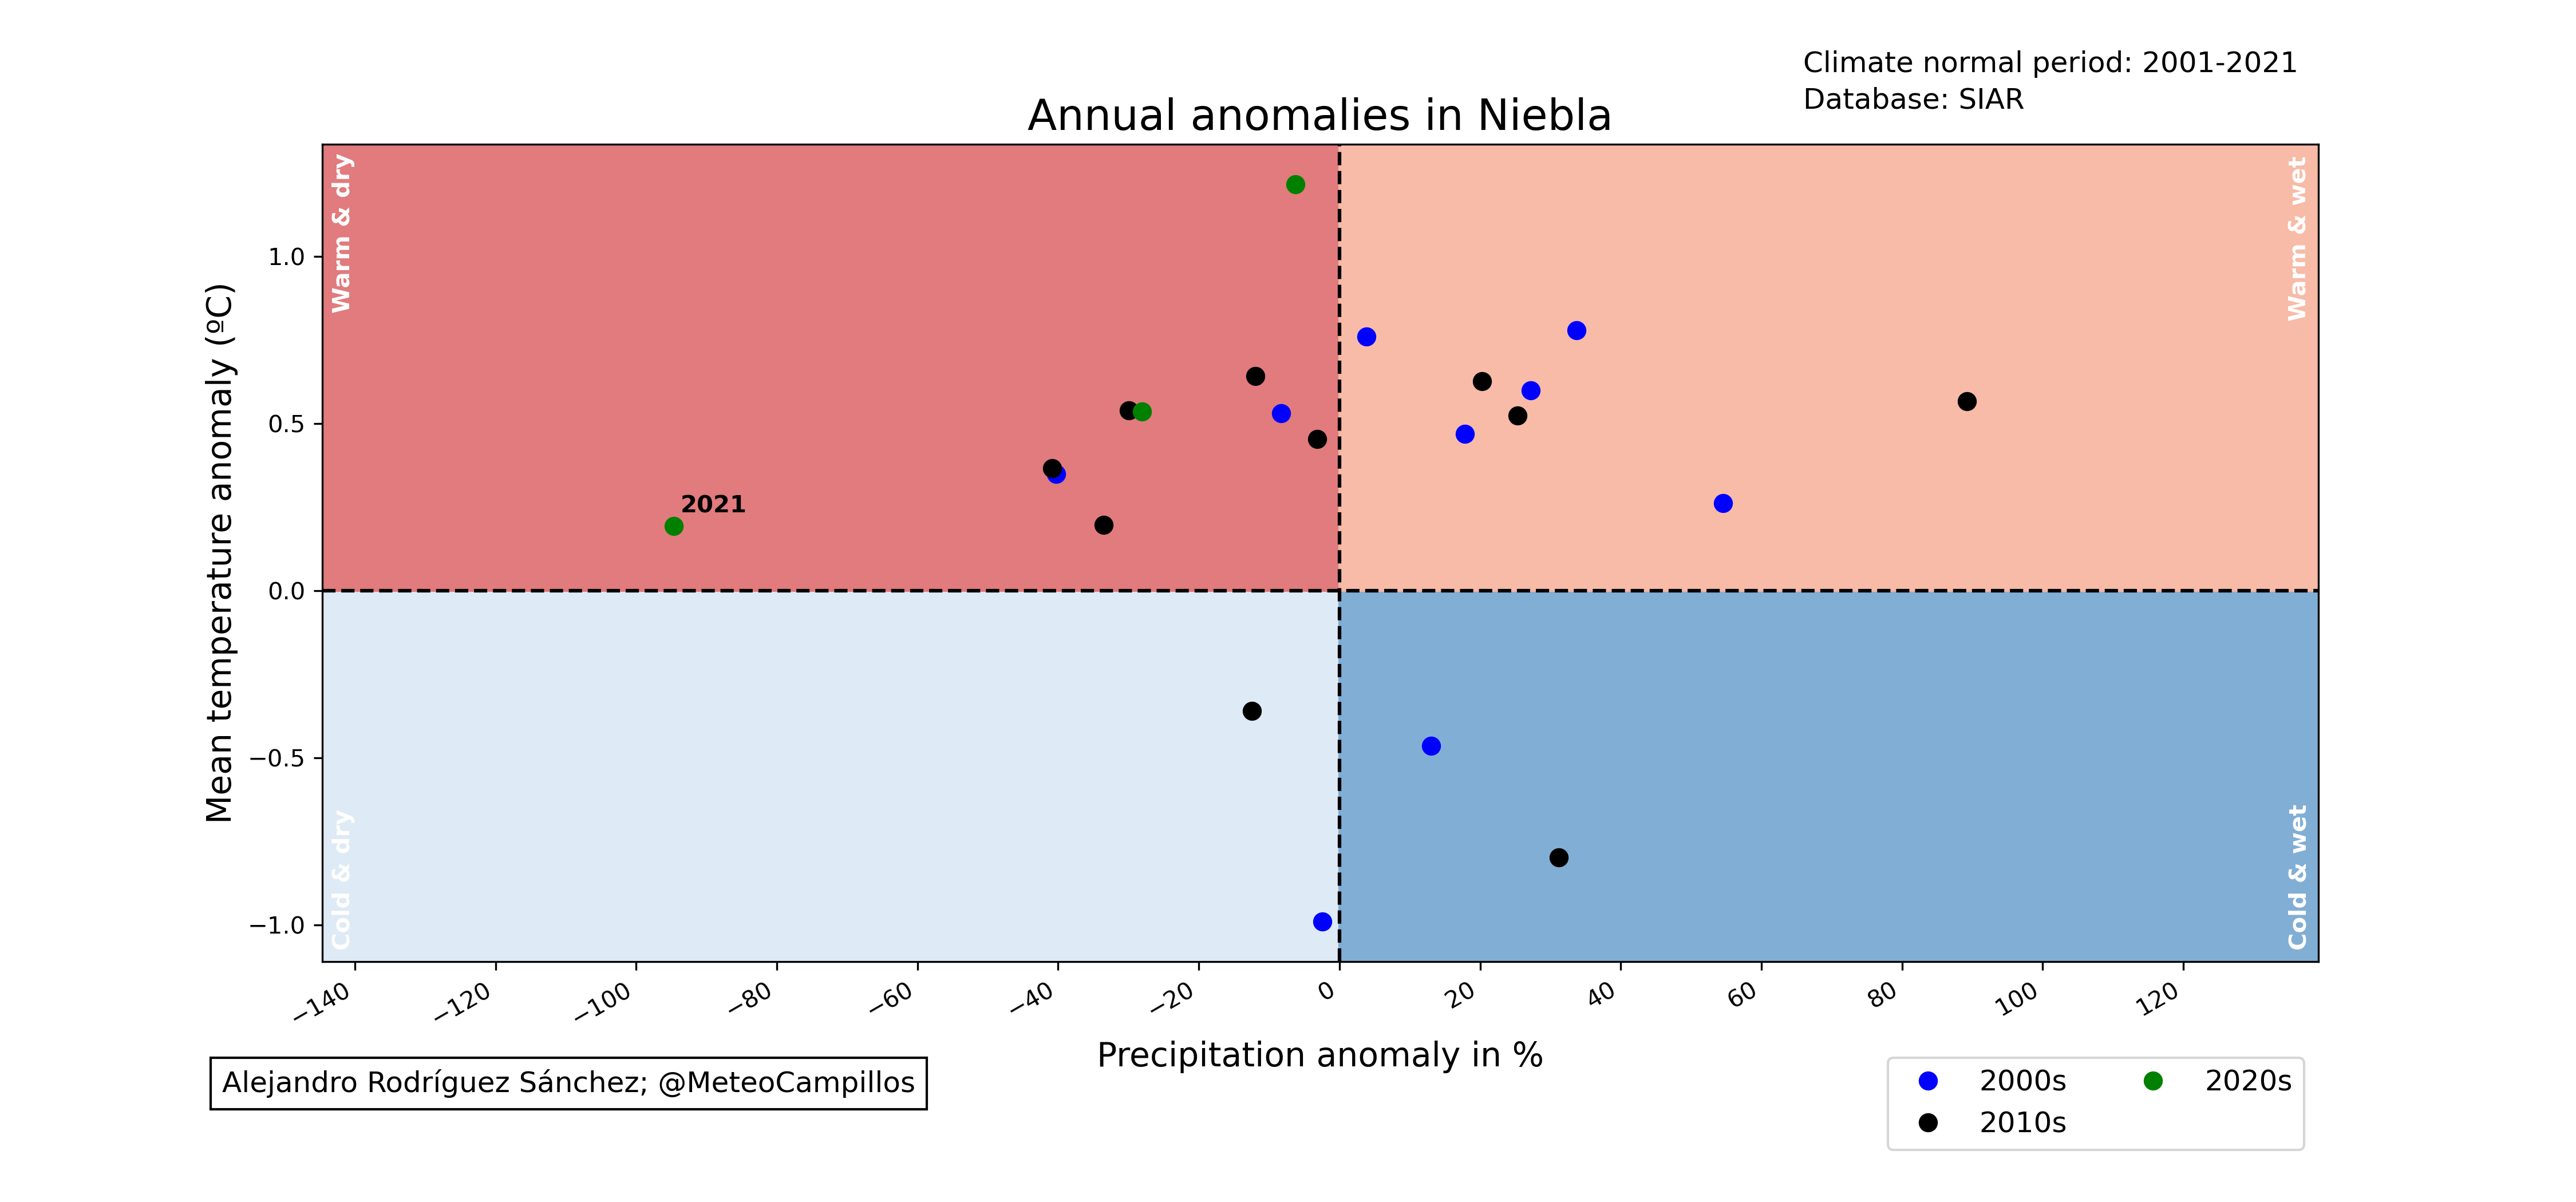 Climate normal period: 2001-2021
Database: SIAR
Annual anomalies in Niebla
Warm & dry
Warm & wet
Mean temperature anomaly (ºC)
1.0
0.5
0.0
−0.5
−1.0
2021
Cold & dry
Cold & wet
−140 −120 −100 −80 −60 −40 −20 0 20 40 60 80 100 120
Precipitation anomaly in %
Alejandro Rodríguez Sánchez; @MeteoCampillos
2000s 2020s
2010s